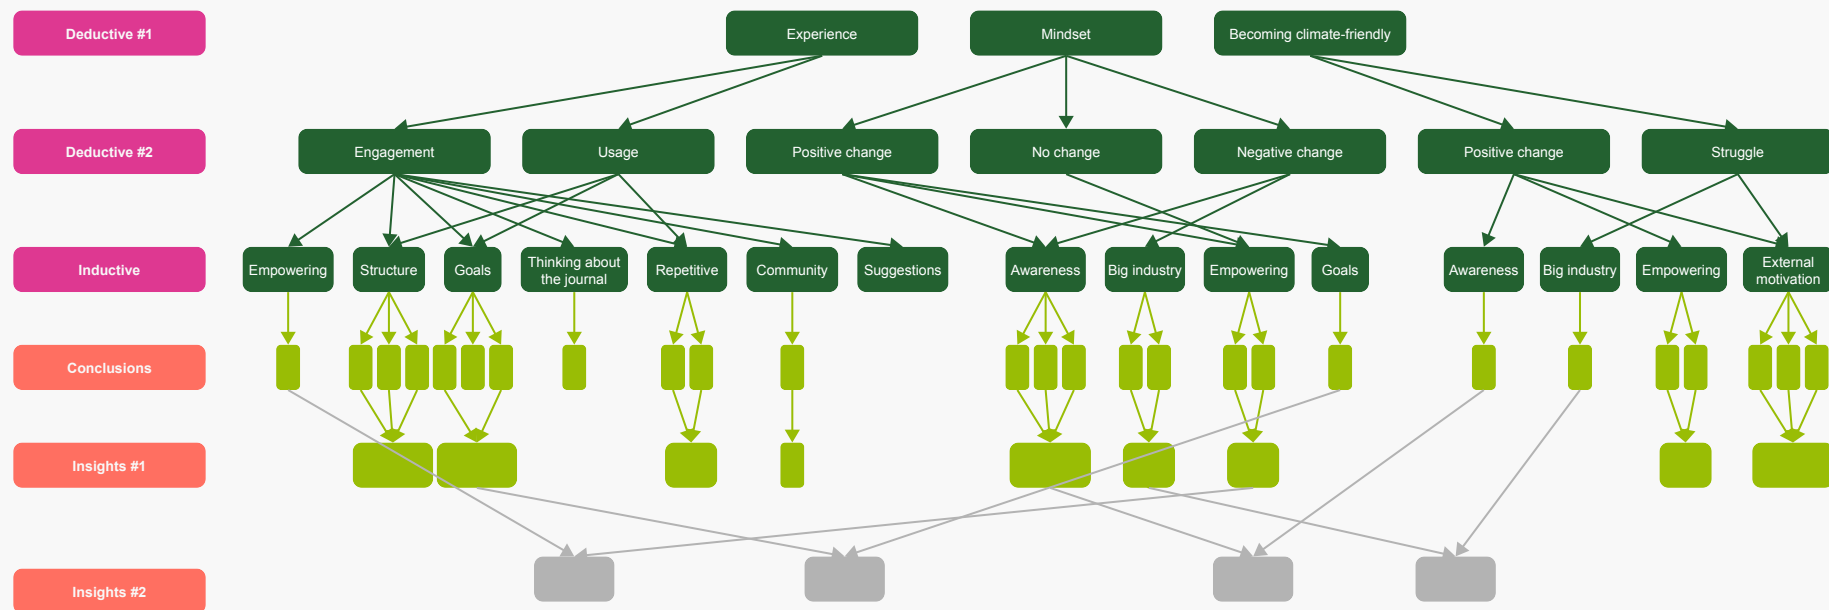 Deductive #1
Experience
Mindset
Becoming climate-friendly
Deductive #2
Engagement
Usage
Positive change
No change
Negative change
Positive change
Struggle
Inductive
Empowering
Structure
Goals
Thinking about
the journal
Repetitive
Community
Suggestions
Awareness
Big industry
Empowering
Goals
Awareness
Big industry
Empowering
External
motivation
Conclusions
Insights #1
Insights #2